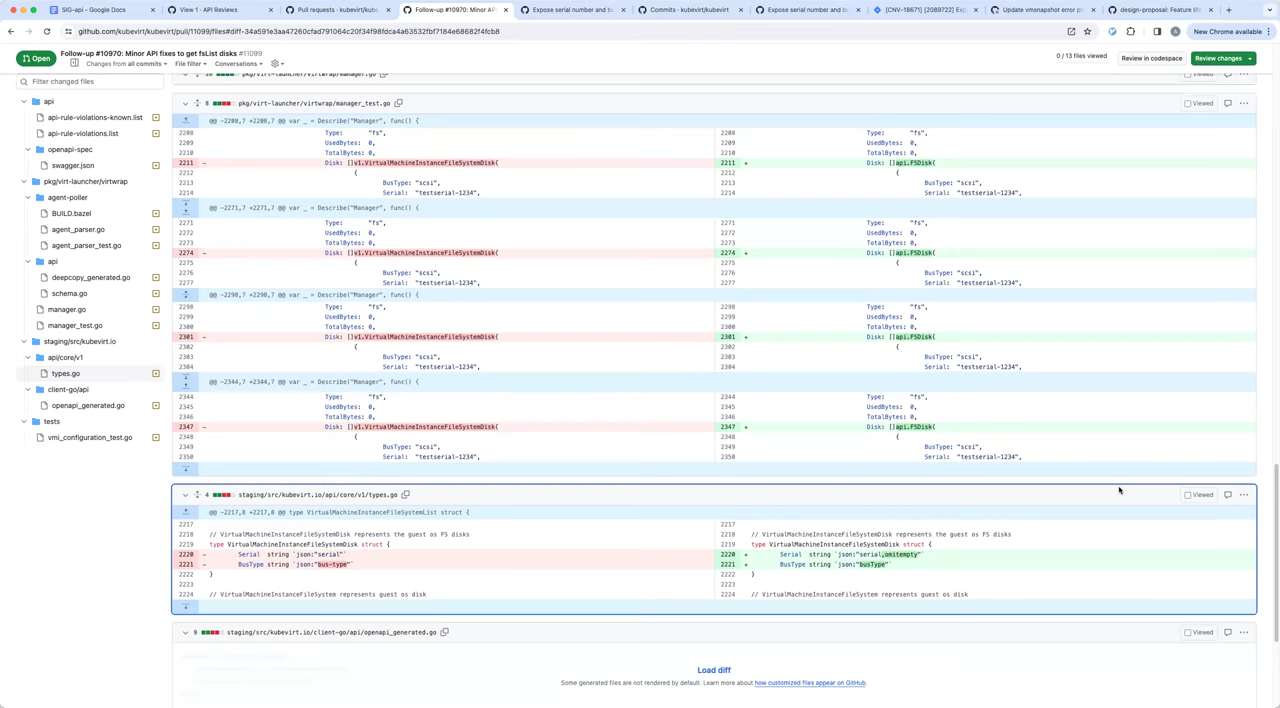 SIG-api - Google Docs
View 1 · API Reviews
Pull requests · kubevirt/kube
Follow-up #10970: Minor AP
Expose serial number and b
Commits · kubevirt/kubevirt
Expose serial number and b
[CNV-18671] [2089722] Ex
Update vmsnapshot error p
design-proposal: Feature life
github.com/kubevirt/kubevirt/pull/11099/files#diff-34a591e3aa47260cfad791064c20f34f98fdca4a63532fbf7184e68682f4fcb8
New Chrome available
Open
Follow-up #10970: Minor API fixes to get fsList disks #11099
Changes from all commits
File filter
Conversations
0 / 13 files viewed
Review in codespace
Review changes
Filter changed files
api
api-rule-violations-known.list
api-rule-violations.list
openapi-spec
swagger.json
pkg/virt-launcher/virtwrap
agent-poller
BUILD.bazel
agent_parser.go
agent_parser_test.go
api
deepcopy_generated.go
schema.go
manager.go
manager_test.go
staging/src/kubevirt.io
api/core/v1
types.go
client-go/api
openapi_generated.go
tests
vmi_configuration_test.go
pkg/virt-launcher/virtwrap/manager.go
Viewed
8 pkg/virt-launcher/virtwrap/manager_test.go
Viewed
@@ -2208,7 +2208,7 @@ var _ = Describe("Manager", func() {
2208 Type: "fs", 2208 Type: "fs",
2209 UsedBytes: 0, 2209 UsedBytes: 0,
2210 TotalBytes: 0, 2210 TotalBytes: 0,
2211 - Disk: []v1.VirtualMachineInstanceFileSystemDisk{ 2211 + Disk: []api.FSDisk{
2212 { 2212 {
2213 BusType: "scsi", 2213 BusType: "scsi",
2214 Serial: "testserial-1234", 2214 Serial: "testserial-1234",
@@ -2271,7 +2271,7 @@ var _ = Describe("Manager", func() {
2271 Type: "fs", 2271 Type: "fs",
2272 UsedBytes: 0, 2272 UsedBytes: 0,
2273 TotalBytes: 0, 2273 TotalBytes: 0,
2274 - Disk: []v1.VirtualMachineInstanceFileSystemDisk{ 2274 + Disk: []api.FSDisk{
2275 { 2275 {
2276 BusType: "scsi", 2276 BusType: "scsi",
2277 Serial: "testserial-1234", 2277 Serial: "testserial-1234",
@@ -2298,7 +2298,7 @@ var _ = Describe("Manager", func() {
2298 Type: "fs", 2298 Type: "fs",
2299 UsedBytes: 0, 2299 UsedBytes: 0,
2300 TotalBytes: 0, 2300 TotalBytes: 0,
2301 - Disk: []v1.VirtualMachineInstanceFileSystemDisk{ 2301 + Disk: []api.FSDisk{
2302 { 2302 {
2303 BusType: "scsi", 2303 BusType: "scsi",
2304 Serial: "testserial-1234", 2304 Serial: "testserial-1234",
@@ -2344,7 +2344,7 @@ var _ = Describe("Manager", func() {
2344 Type: "fs", 2344 Type: "fs",
2345 UsedBytes: 0, 2345 UsedBytes: 0,
2346 TotalBytes: 0, 2346 TotalBytes: 0,
2347 - Disk: []v1.VirtualMachineInstanceFileSystemDisk{ 2347 + Disk: []api.FSDisk{
2348 { 2348 {
2349 BusType: "scsi", 2349 BusType: "scsi",
2350 Serial: "testserial-1234", 2350 Serial: "testserial-1234",
4 staging/src/kubevirt.io/api/core/v1/types.go
Viewed
@@ -2217,8 +2217,8 @@ type VirtualMachineInstanceFileSystemList struct {
2217 2217
2218 // VirtualMachineInstanceFileSystemDisk represents the guest os FS disks 2218 // VirtualMachineInstanceFileSystemDisk represents the guest os FS disks
2219 type VirtualMachineInstanceFileSystemDisk struct { 2219 type VirtualMachineInstanceFileSystemDisk struct {
2220 - Serial string `json:"serial"` 2220 + Serial string `json:"serial,omitempty"`
2221 - BusType string `json:"bus-type"` 2221 + BusType string `json:"busType"`
2222 } 2222 }
2223 2223
2224 // VirtualMachineInstanceFileSystem represents guest os disk 2224 // VirtualMachineInstanceFileSystem represents guest os disk
9 staging/src/kubevirt.io/client-go/api/openapi_generated.go
Viewed
Load diff
Some generated files are not rendered by default. Learn more about how customized files appear on GitHub.